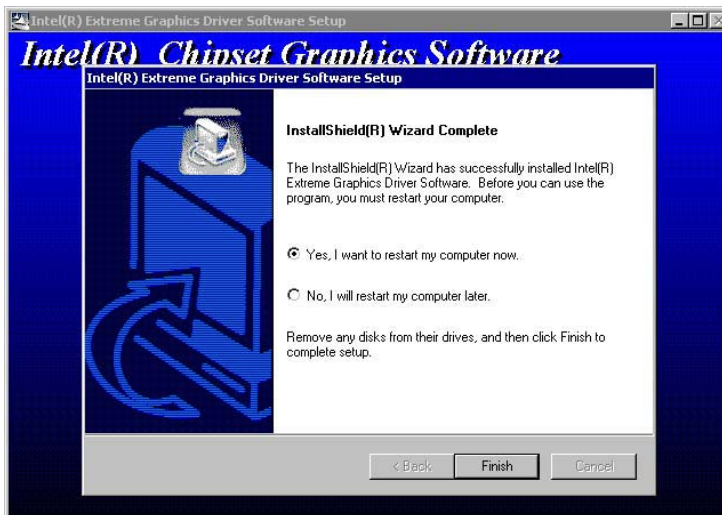 Intel(R) Extreme Graphics Driver Software Setup
Intel(R) Chipset Graphics Software
Intel(R) Extreme Graphics Driver Software Setup
InstallShield(R) Wizard Complete
The InstallShield(R) Wizard has successfully installed Intel(R)
Extreme Graphics Driver Software. Before you can use the
program, you must restart your computer.
Yes, I want to restart my computer now.
No, I will restart my computer later.
Remove any disks from their drives, and then click Finish to
complete setup.
< Back Finish Cancel